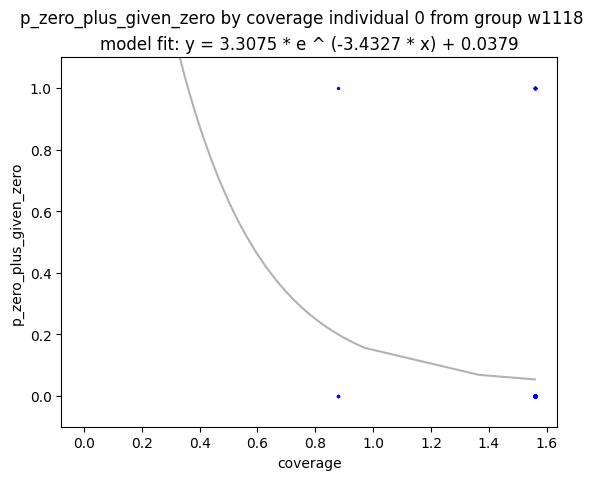 p_zero_plus_given_zero by coverage individual 0 from group w1118
model fit: y = 3.3075 * e ^ (-3.4327 * x) + 0.0379
1.0
0.8
0.6
0.4
0.2
0.0
p_zero_plus_given_zero
0.0 0.2 0.4 0.6 0.8 1.0 1.2 1.4 1.6
coverage